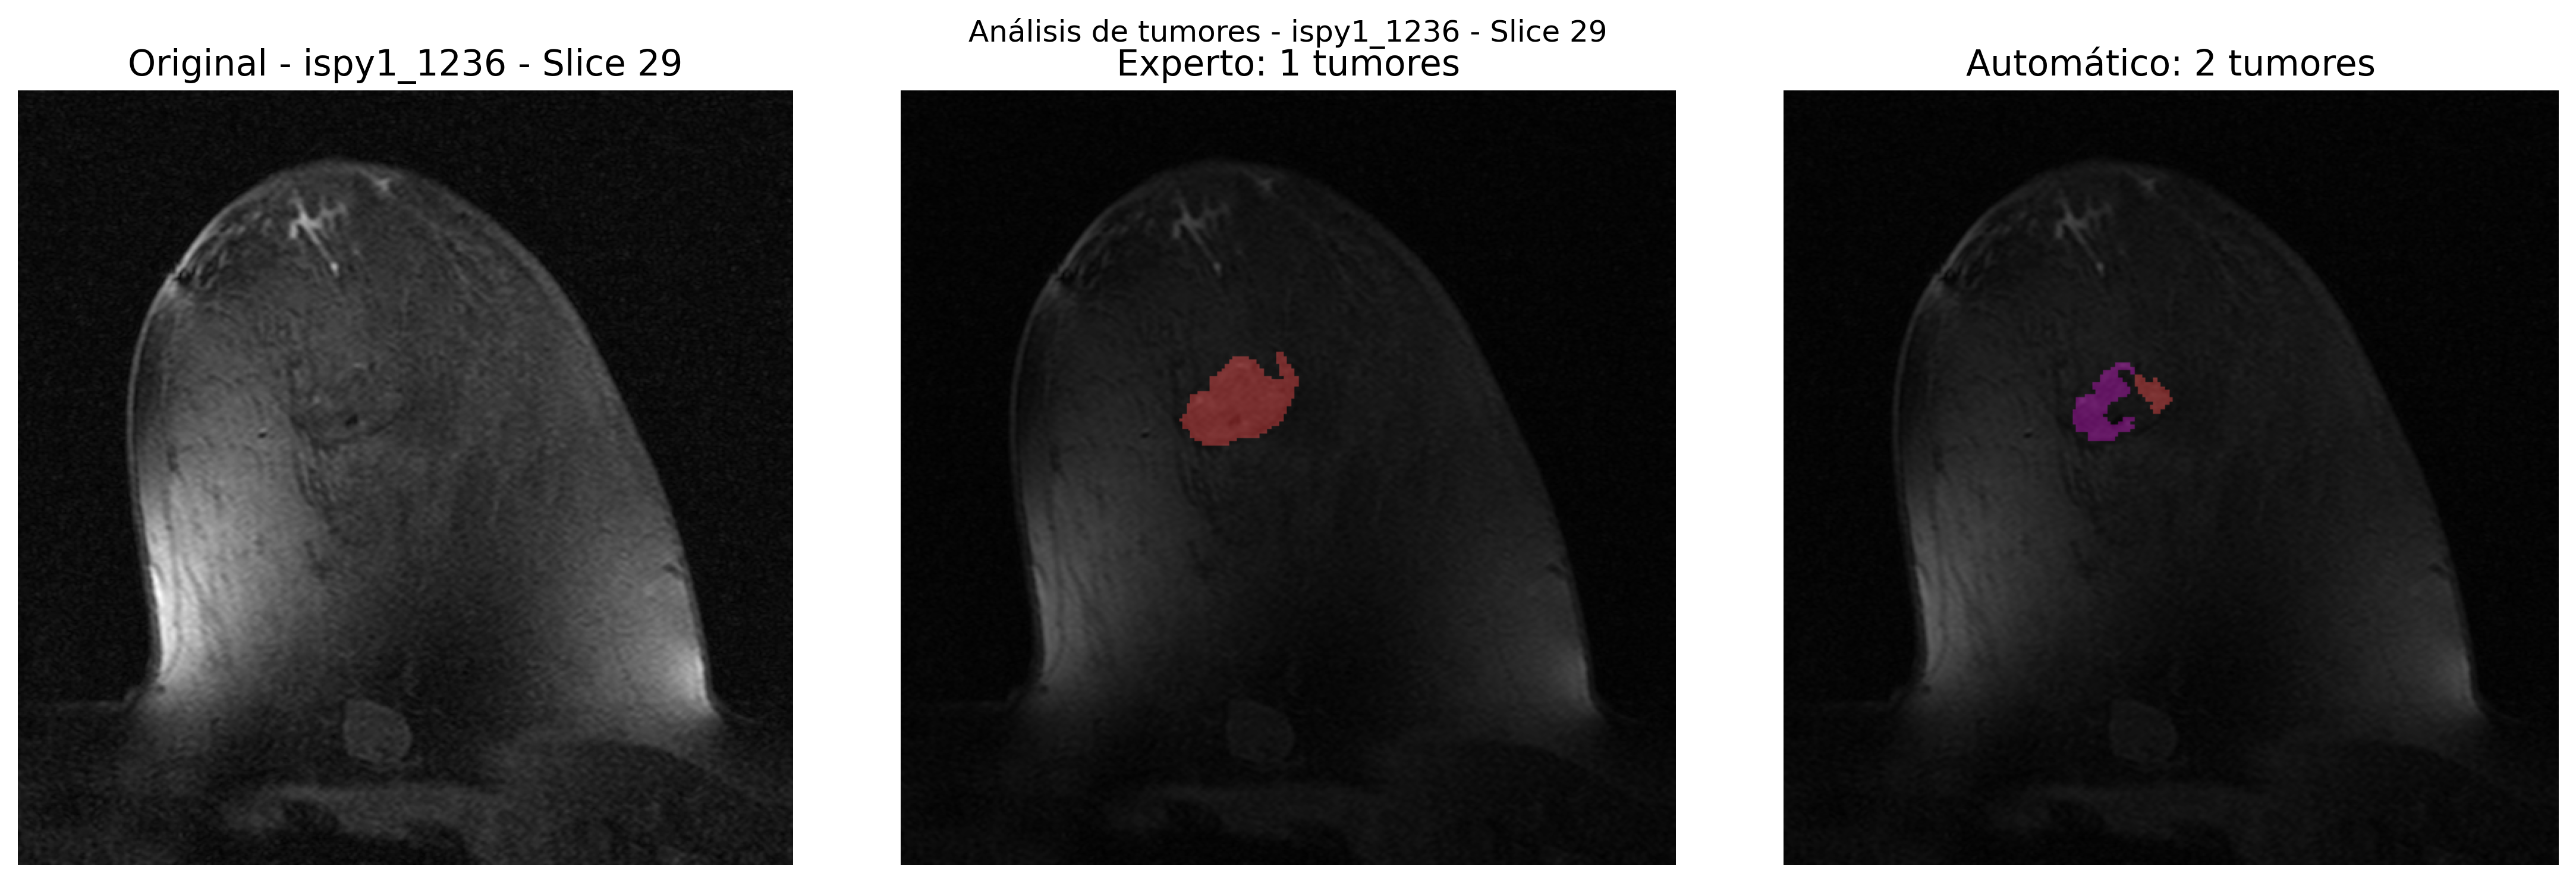 Análisis de tumores - ispy1_1236 - Slice 29
Original - ispy1_1236 - Slice 29
Experto: 1 tumores
Automático: 2 tumores